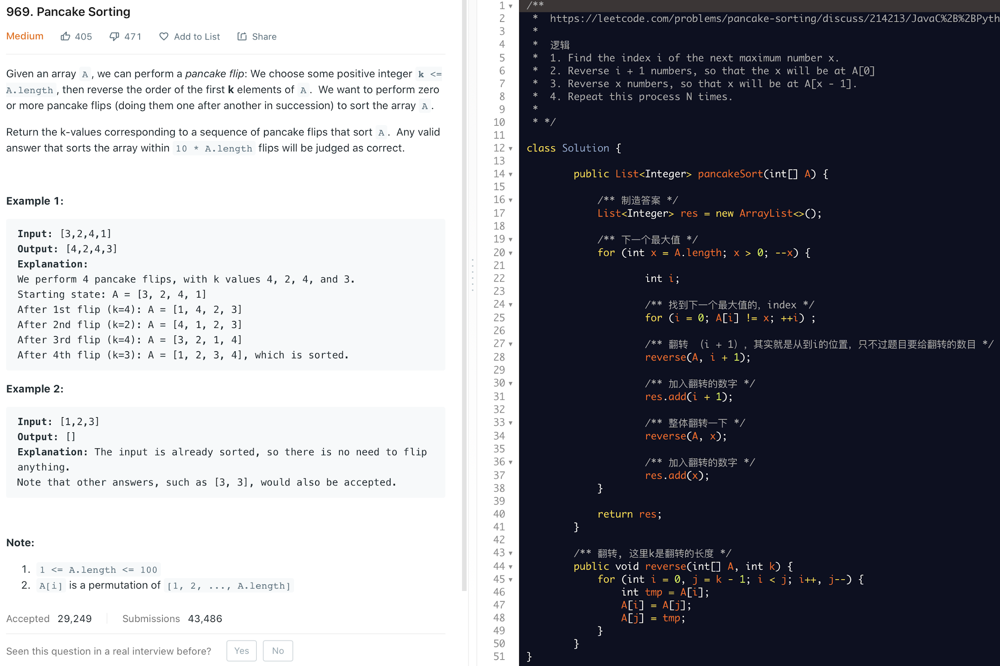 969. Pancake Sorting
Medium 405 471 Add to List Share
Given an array A , we can perform a pancake flip: We choose some positive integer k <=
A.length , then reverse the order of the first k elements of A . We want to perform zero
or more pancake flips (doing them one after another in succession) to sort the array A .
Return the k-values corresponding to a sequence of pancake flips that sort A . Any valid
answer that sorts the array within 10 * A.length flips will be judged as correct.
Example 1:
Input: [3,2,4,1]
Output: [4,2,4,3]
Explanation:
We perform 4 pancake flips, with k values 4, 2, 4, and 3.
Starting state: A = [3, 2, 4, 1]
After 1st flip (k=4): A = [1, 4, 2, 3]
After 2nd flip (k=2): A = [4, 1, 2, 3]
After 3rd flip (k=4): A = [3, 2, 1, 4]
After 4th flip (k=3): A = [1, 2, 3, 4], which is sorted.
Example 2:
Input: [1,2,3]
Output: []
Explanation: The input is already sorted, so there is no need to flip
anything.
Note that other answers, such as [3, 3], would also be accepted.
Note:
1. 1 <= A.length <= 100
2. A[i] is a permutation of [1, 2, ..., A.length]
Accepted 29,249 Submissions 43,486
Seen this question in a real interview before? Yes No
1 /**
2 * https://leetcode.com/problems/pancake-sorting/discuss/214213/JavaC%2B%2BPyth
3 *
4 * 逻辑
5 * 1. Find the index i of the next maximum number x.
6 * 2. Reverse i + 1 numbers, so that the x will be at A[0]
7 * 3. Reverse x numbers, so that x will be at A[x - 1].
8 * 4. Repeat this process N times.
9 *
10 * */
11
12 class Solution {
13
14 public List<Integer> pancakeSort(int[] A) {
15
16 /** 制造答案 */
17 List<Integer> res = new ArrayList<>();
18
19 /** 下一个最大值 */
20 for (int x = A.length; x > 0; --x) {
21
22 int i;
23
24 /** 找到下一个最大值的，index */
25 for (i = 0; A[i] != x; ++i) ;
26
27 /** 翻转 （i + 1），其实就是从到i的位置，只不过题目要给翻转的数目 */
28 reverse(A, i + 1);
29
30 /** 加入翻转的数字 */
31 res.add(i + 1);
32
33 /** 整体翻转一下 */
34 reverse(A, x);
35
36 /** 加入翻转的数字 */
37 res.add(x);
38 }
39
40 return res;
41 }
42
43 /** 翻转，这里k是翻转的长度 */
44 public void reverse(int[] A, int k) {
45 for (int i = 0, j = k - 1; i < j; i++, j--) {
46 int tmp = A[i];
47 A[i] = A[j];
48 A[j] = tmp;
49 }
50 }
51 }